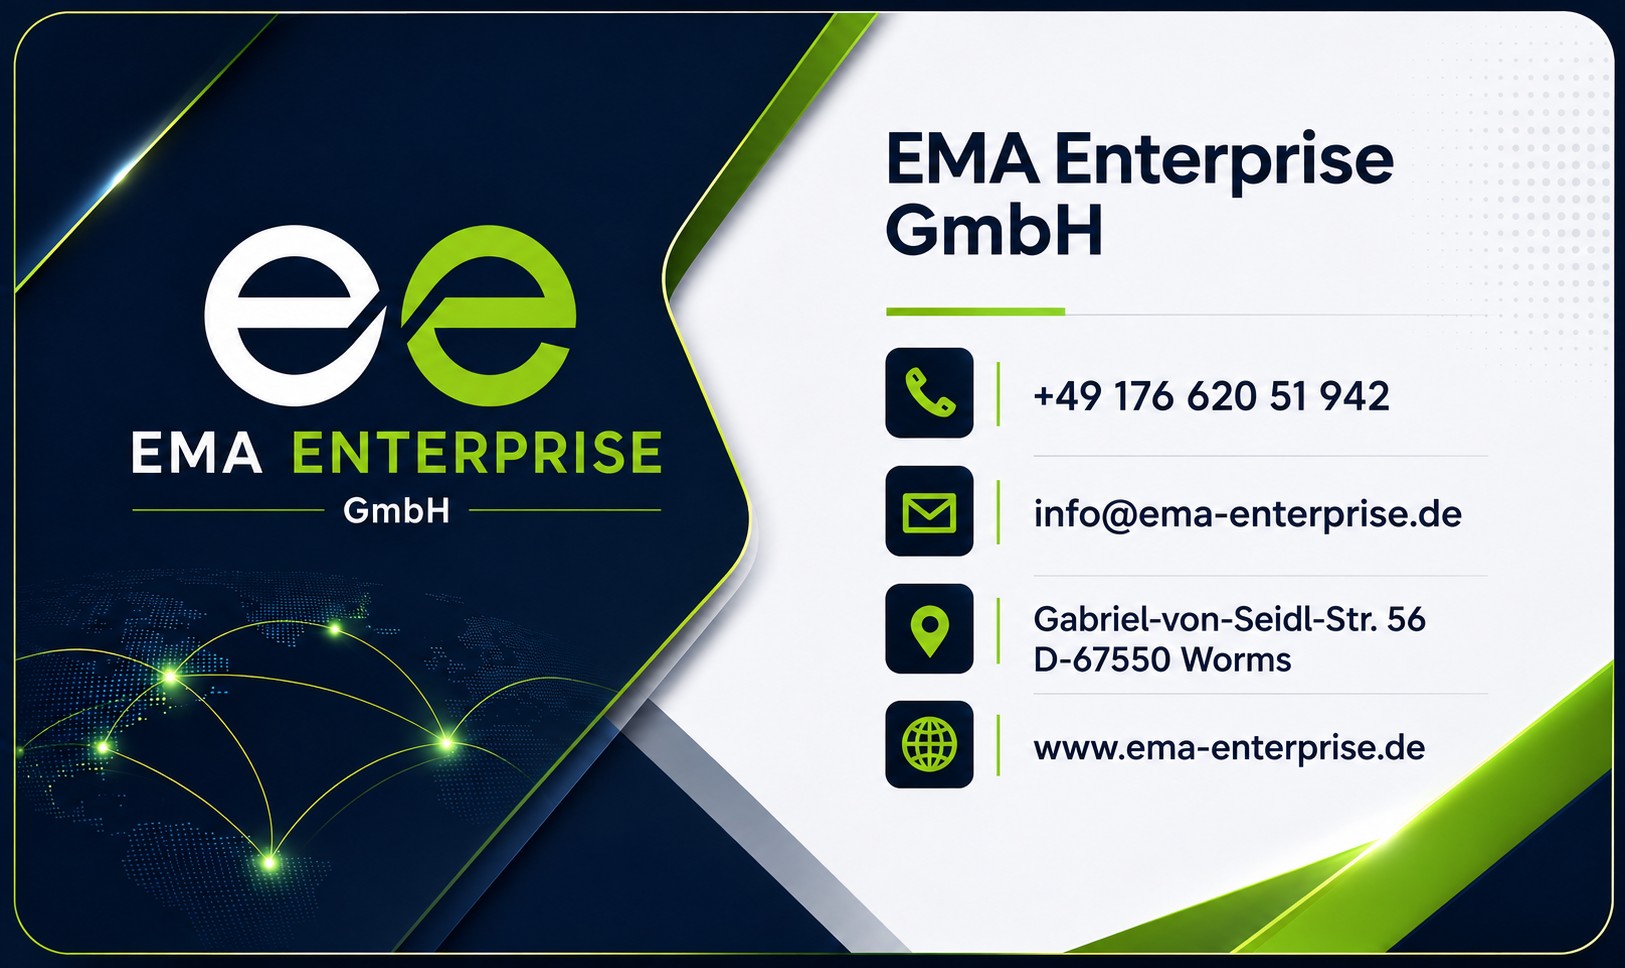 ee
EMA ENTERPRISE
GmbH
EMA Enterprise
GmbH
+49 176 620 51 942
info@ema-enterprise.de
Gabriel-von-Seidl-Str. 56
D-67550 Worms
www.ema-enterprise.de